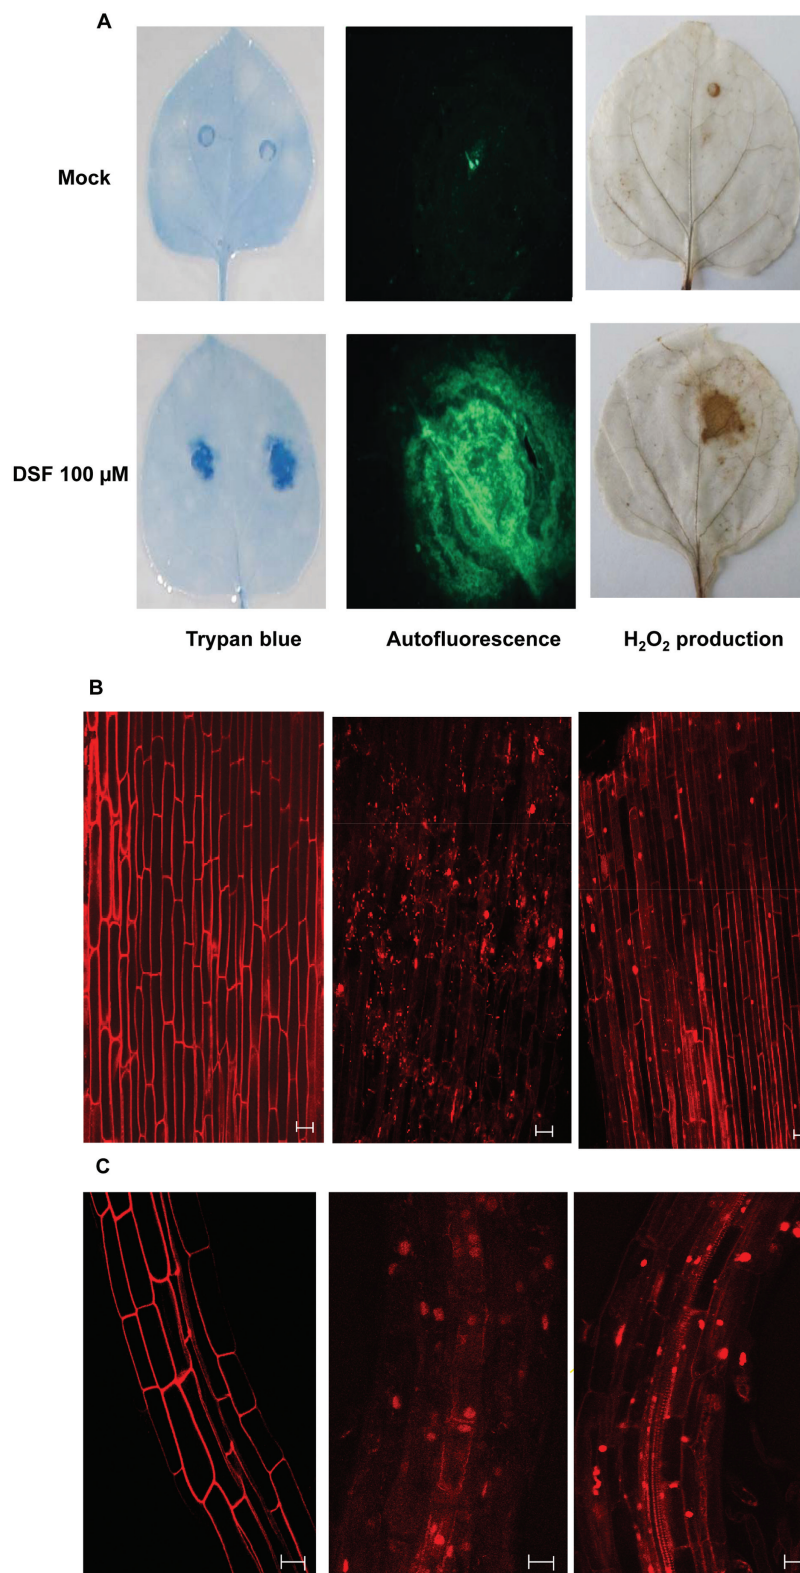 A
Mock
DSF 100 µM
Trypan blue
Autofluorescence
H₂O₂ production
B
C